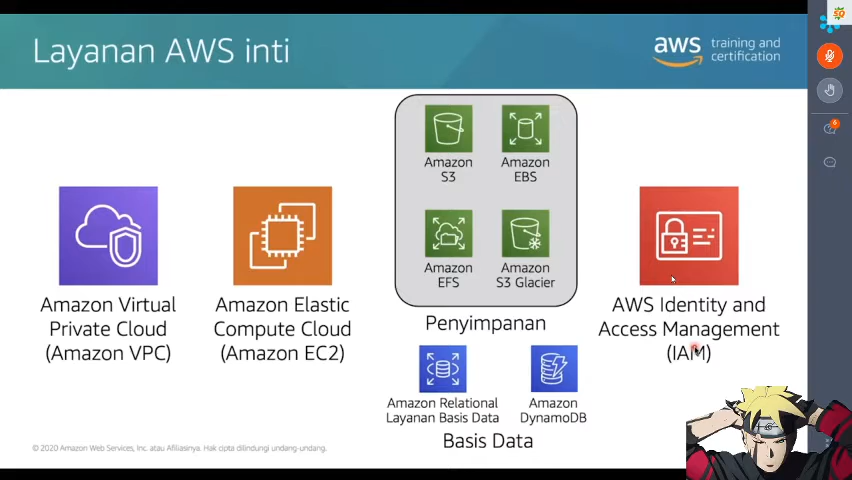 Layanan AWS inti
aws training and
certification
Amazon
S3
Amazon
EBS
Amazon
EFS
Amazon
S3 Glacier
Penyimpanan
Amazon Virtual
Private Cloud
(Amazon VPC)
Amazon Elastic
Compute Cloud
(Amazon EC2)
Amazon Relational
Layanan Basis Data
Amazon
DynamoDB
Basis Data
AWS Identity and
Access Management
(IAM)
© 2020 Amazon Web Services, Inc. atau Afiliasinya. Hak cipta dilindungi undang-undang.
6